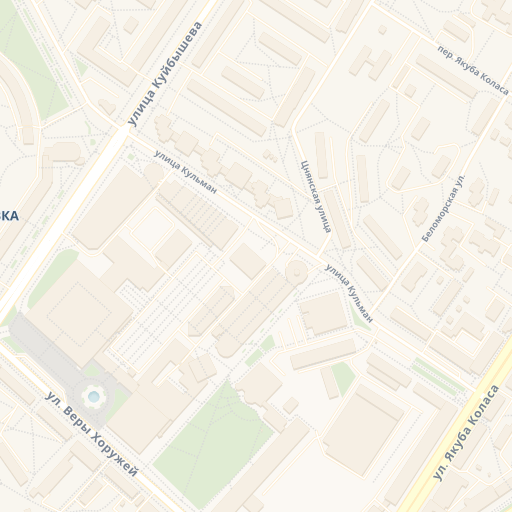 улица Куйбышева
пер. Якуба Коласа
улица Кульман
Цнянская улица
Беломорская ул.
ВКА
улица Кульман
ул. Веры Хоружей
ул. Якуба Коласа